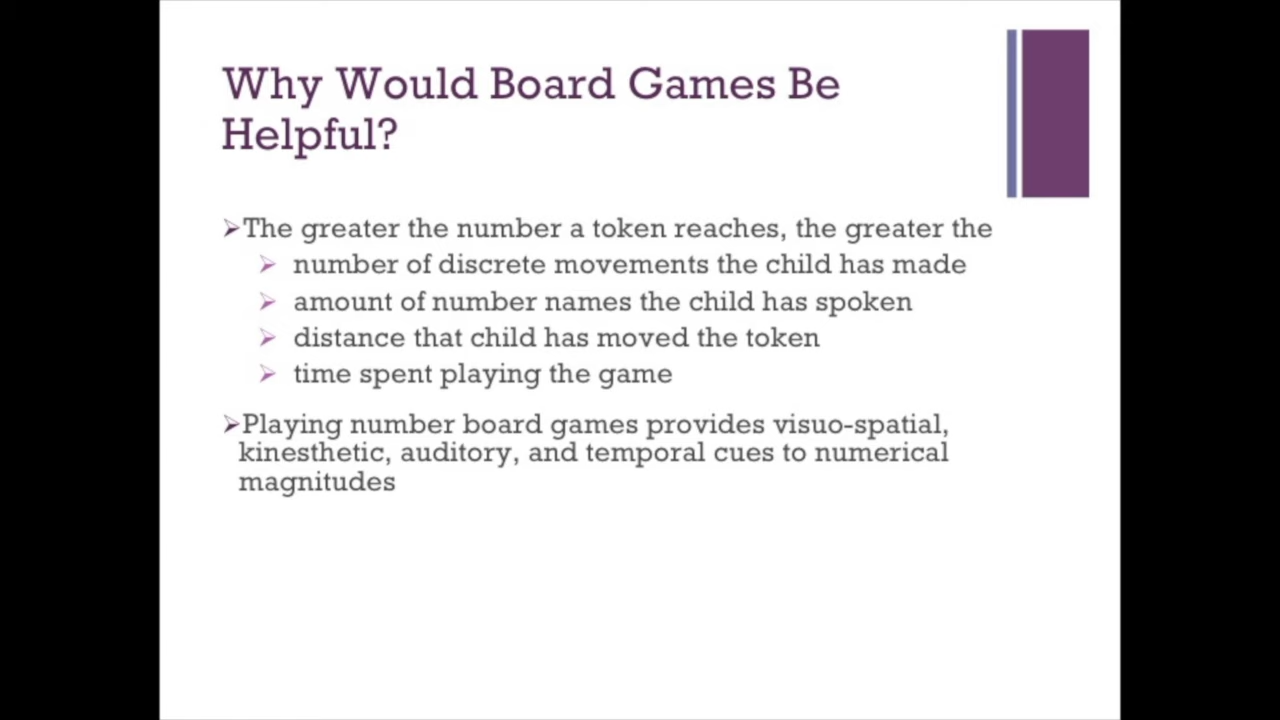 Why Would Board Games Be
Helpful?
➢The greater the number a token reaches, the greater the
➢ number of discrete movements the child has made
➢ amount of number names the child has spoken
➢ distance that child has moved the token
➢ time spent playing the game
➢Playing number board games provides visuo-spatial,
kinesthetic, auditory, and temporal cues to numerical
magnitudes